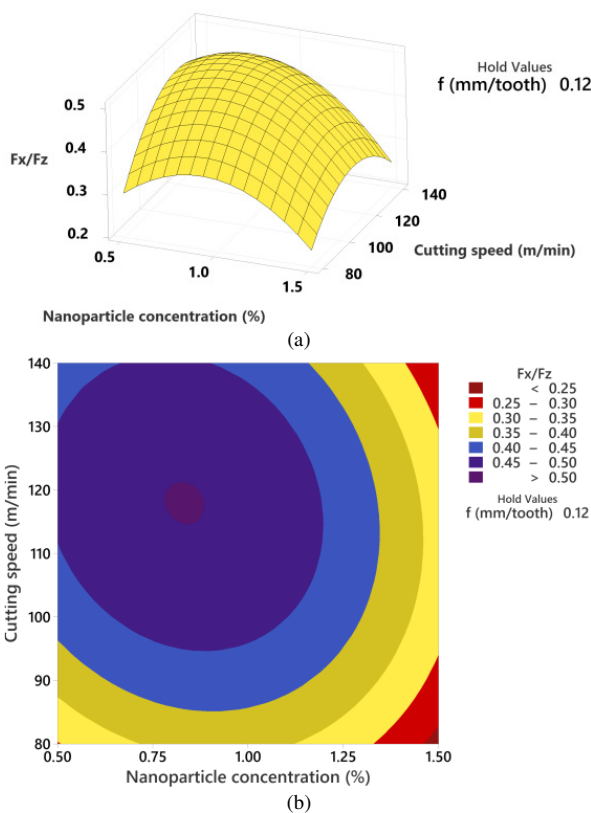 Hold Values
f (mm/tooth) 0.12
0.5
0.4
Fx/Fz
0.3
0.2
0.5
1.0
1.5
80
100
120
140
Cutting speed (m/min)
Nanoparticle concentration (%)
(a)
140
130
120
110
100
90
80
Cutting speed (m/min)
0.50 0.75 1.00 1.25 1.50
Nanoparticle concentration (%)
Fx/Fz
< 0.25
0.25 – 0.30
0.30 – 0.35
0.35 – 0.40
0.40 – 0.45
0.45 – 0.50
> 0.50
Hold Values
f (mm/tooth) 0.12
(b)